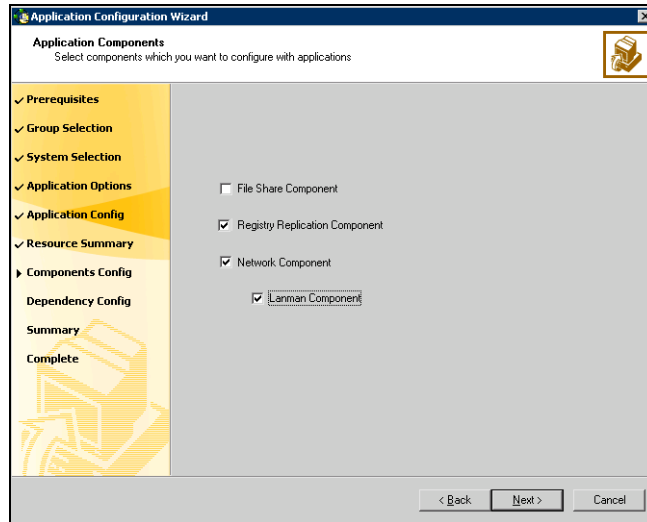 Application Configuration Wizard
Application Components
Select components which you want to configure with applications
Prerequisites
Group Selection
System Selection
Application Options
Application Config
Resource Summary
Components Config
Dependency Config
Summary
Complete
File Share Component
Registry Replication Component
Network Component
Lanman Component
< Back
Next >
Cancel